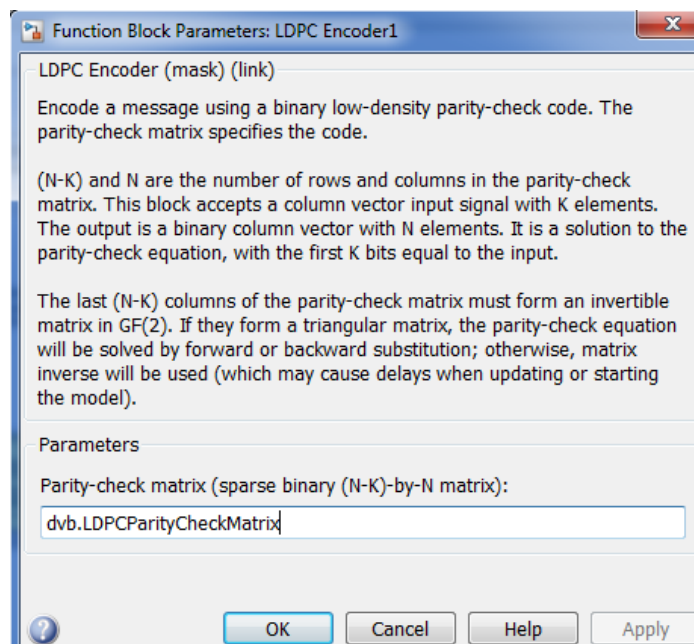 Function Block Parameters: LDPC Encoder1
LDPC Encoder (mask) (link)
Encode a message using a binary low-density parity-check code. The
parity-check matrix specifies the code.
(N-K) and N are the number of rows and columns in the parity-check
matrix. This block accepts a column vector input signal with K elements.
The output is a binary column vector with N elements. It is a solution to the
parity-check equation, with the first K bits equal to the input.
The last (N-K) columns of the parity-check matrix must form an invertible
matrix in GF(2). If they form a triangular matrix, the parity-check equation
will be solved by forward or backward substitution; otherwise, matrix
inverse will be used (which may cause delays when updating or starting
the model).
Parameters
Parity-check matrix (sparse binary (N-K)-by-N matrix):
dvb.LDPCParityCheckMatrix
OK Cancel Help Apply